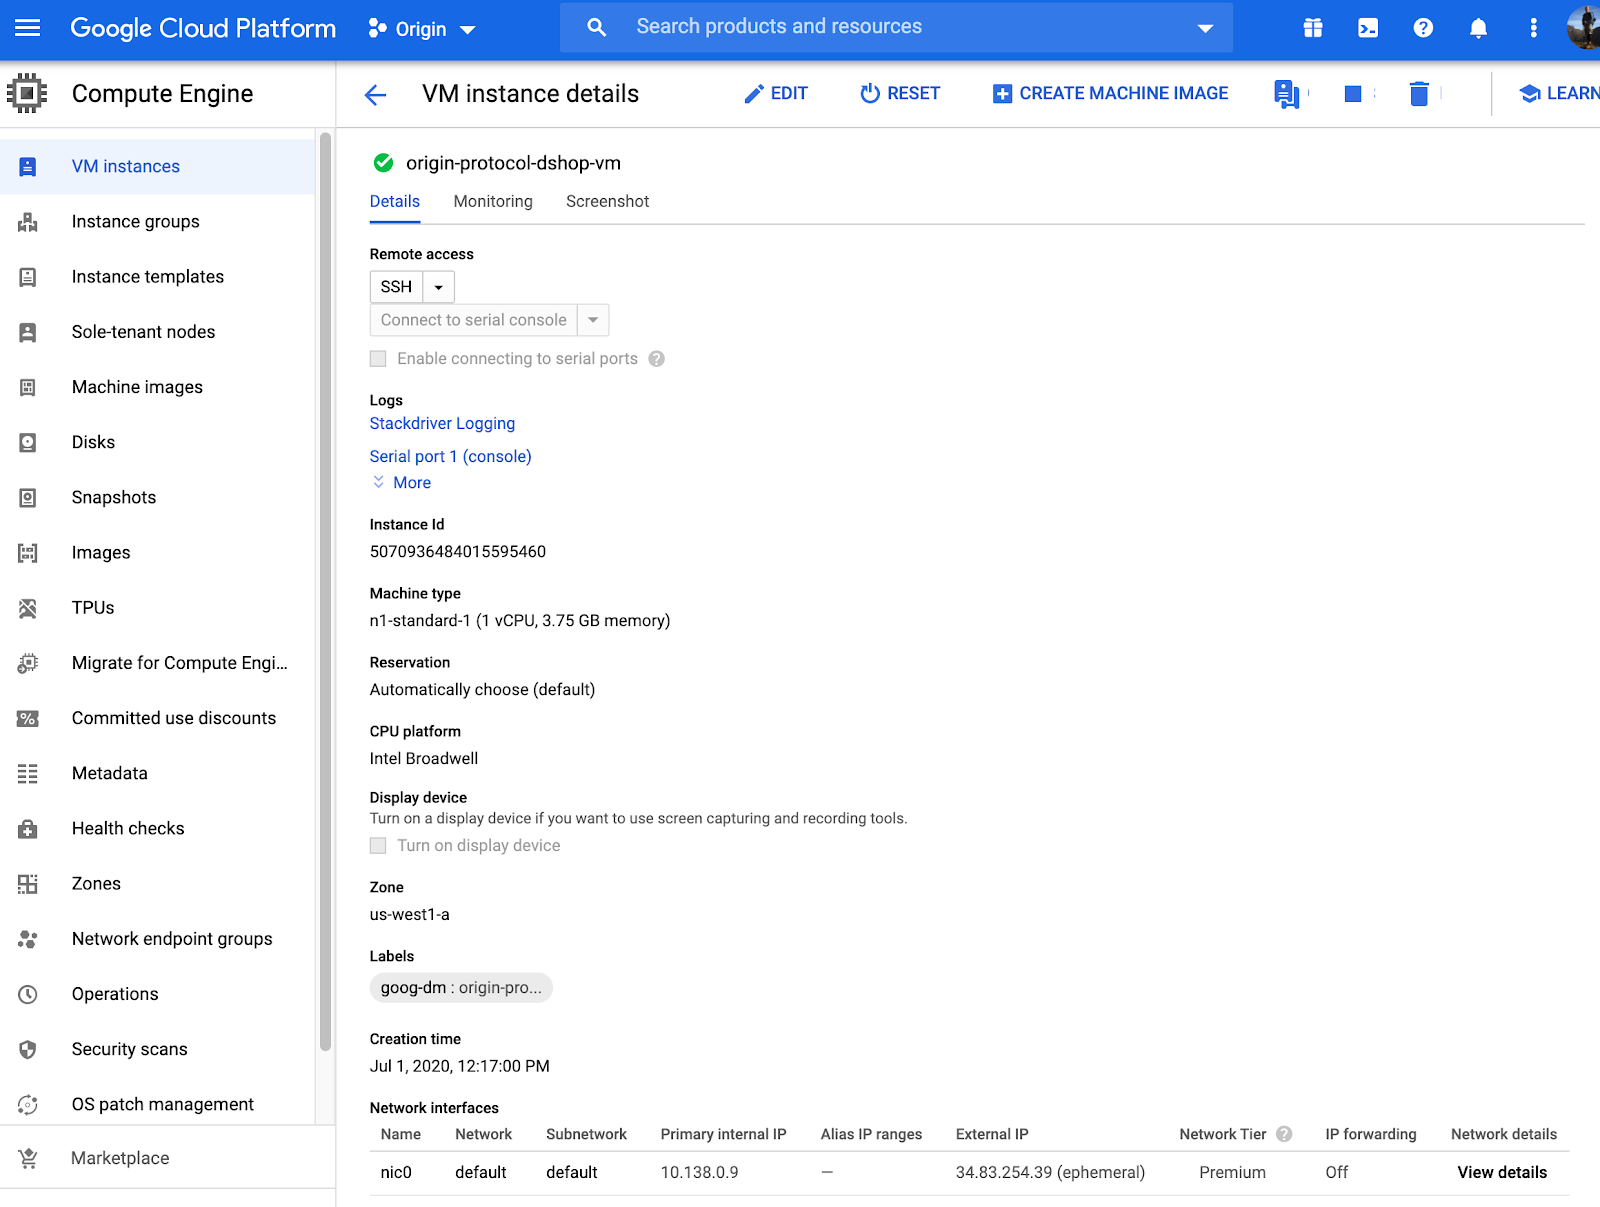 Google Cloud Platform
Origin
Search products and resources
Compute Engine
VM instance details
EDIT
RESET
CREATE MACHINE IMAGE
LEARN
VM instances
Instance groups
Instance templates
Sole-tenant nodes
Machine images
Disks
Snapshots
Images
TPUs
Migrate for Compute Engi...
Committed use discounts
Metadata
Health checks
Zones
Network endpoint groups
Operations
Security scans
OS patch management
Marketplace
origin-protocol-dshop-vm
Details Monitoring Screenshot
Remote access
SSH
Connect to serial console
Enable connecting to serial ports
Logs
Stackdriver Logging
Serial port 1 (console)
More
Instance Id
5070936484015595460
Machine type
n1-standard-1 (1 vCPU, 3.75 GB memory)
Reservation
Automatically choose (default)
CPU platform
Intel Broadwell
Display device
Turn on a display device if you want to use screen capturing and recording tools.
Turn on display device
Zone
us-west1-a
Labels
goog-dm : origin-pro...
Creation time
Jul 1, 2020, 12:17:00 PM
Network interfaces
Name Network Subnetwork Primary internal IP Alias IP ranges External IP Network Tier IP forwarding Network details
nic0 default default 10.138.0.9 — 34.83.254.39 (ephemeral) Premium Off View details